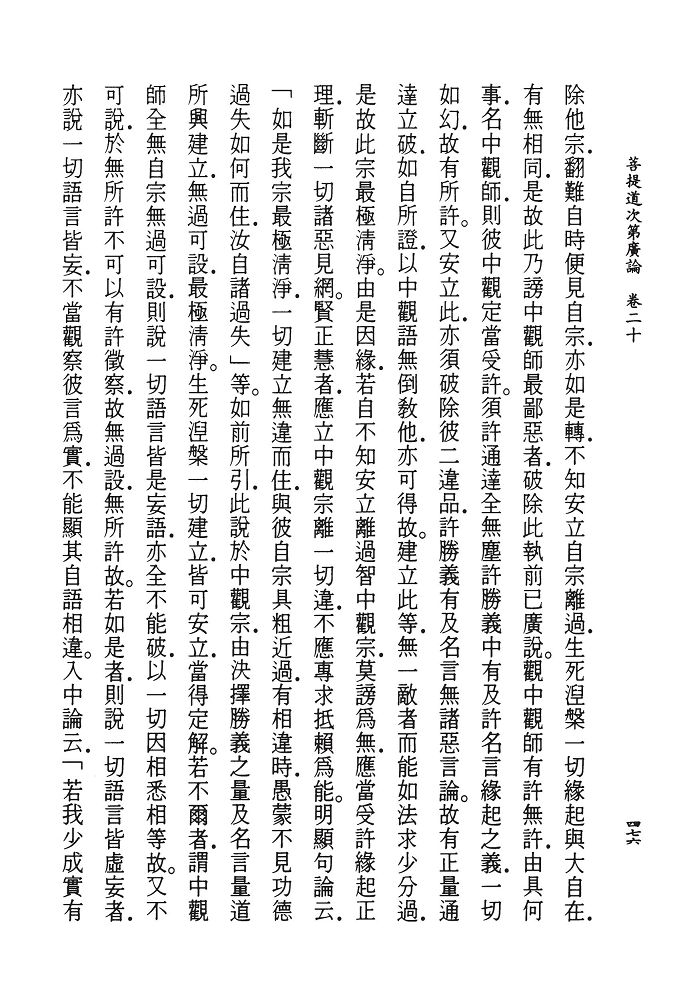 菩提道次第廣論　卷二十
四七六
除他宗．翻難自時便見自宗．亦如是轉．不知安立自宗離過．生死涅槃一切緣起與大自在．
有無相同．是故此乃謗中觀師最鄙惡者．破除此執前已廣說。觀中觀師有許無許．由具何
事．名中觀師．則彼中觀定當受許。須許通達全無塵許勝義中有及許名言緣起之義一切
如幻．故有所許。又安立此．亦須破除彼二違品．許勝義有及名言無諸惡言論。故有正量通
達立破．如自所證．以中觀語無倒敎他．亦可得故。建立此等．無一敵者而能如法求少分過．
是故此宗最極清淨。由是因緣．若自不知安立離過智中觀宗．莫謗爲無．應當受許緣起正
理．斬斷一切諸惡見網。賢正慧者．應立中觀宗離一切違．不應專求抵賴爲能。明顯句論云．
「如是我宗最極清淨．一切建立無違而住．與彼自宗具粗近過．有相違時．愚蒙不見功德
過失如何而住．汝自諸過失」等。如前所引．此說於中觀宗．由決擇勝義之量及名言量道
所興建立．無過可設．最極清淨。生死涅槃一切建立．皆可安立．當得定解。若不爾者．謂中觀
師全無自宗無過可設．則說一切語言皆是妄語．亦全不能破．以一切因相悉相等故。又不
可說．於無所許不可以有許徵察．故無過設．無所許故。若如是者．則說一切語言皆虛妄者．
亦說一切語言皆妄．不當觀察彼言爲實．不能顯其自語相違。入中論云．「若我少成實有